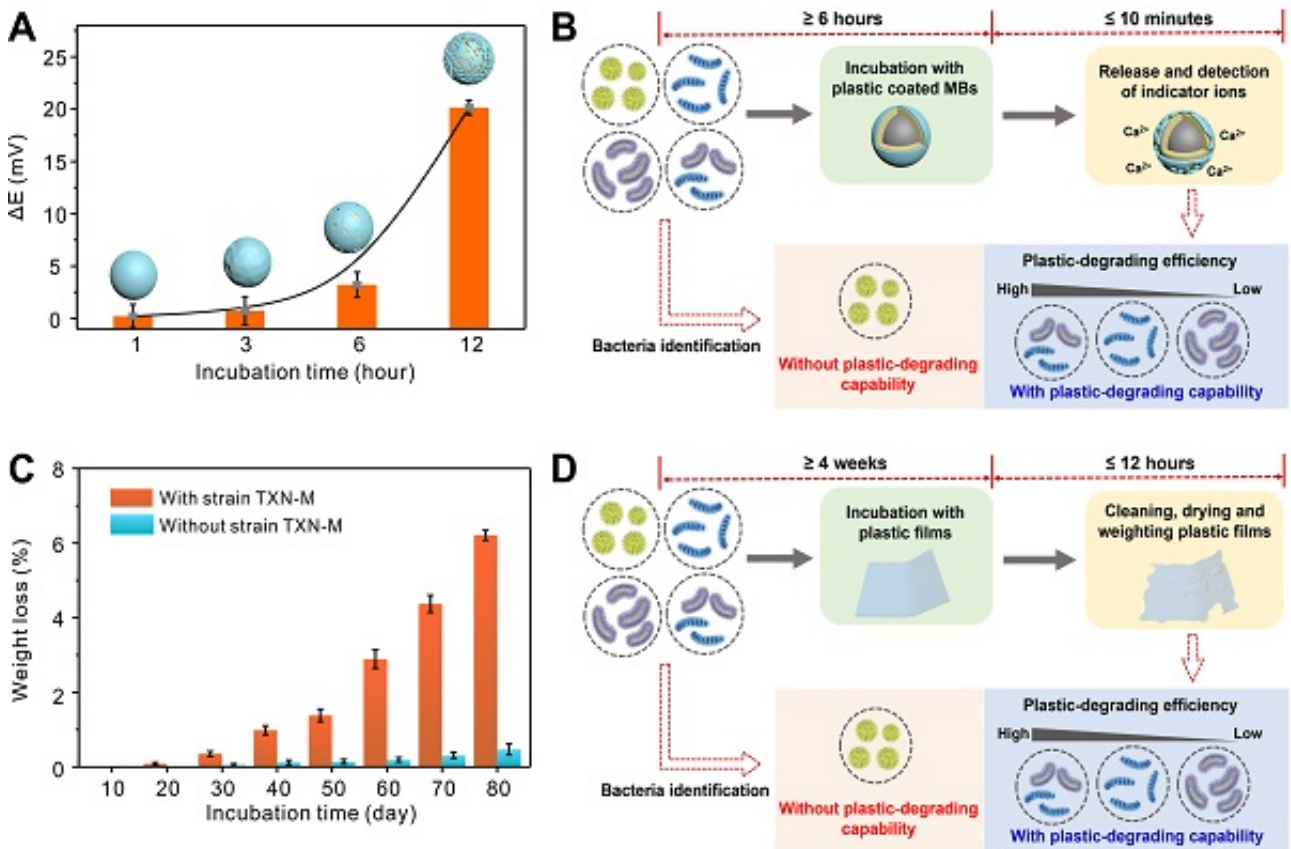 A
25
20
15
10
5
0
ΔE (mV)
1 3 6 12
Incubation time (hour)
B
≥ 6 hours
≤ 10 minutes
Incubation with
plastic coated MBs
Release and detection
of indicator ions
Ca²⁺ Ca²⁺
Ca²⁺ Ca²⁺
Bacteria identification
Without plastic-degrading
capability
Plastic-degrading efficiency
High Low
With plastic-degrading capability
C
8
6
4
2
0
Weight loss (%)
With strain TXN-M
Without strain TXN-M
10 20 30 40 50 60 70 80
Incubation time (day)
D
≥ 4 weeks
≤ 12 hours
Incubation with
plastic films
Cleaning, drying and
weighting plastic films
Bacteria identification
Without plastic-degrading
capability
Plastic-degrading efficiency
High Low
With plastic-degrading capability